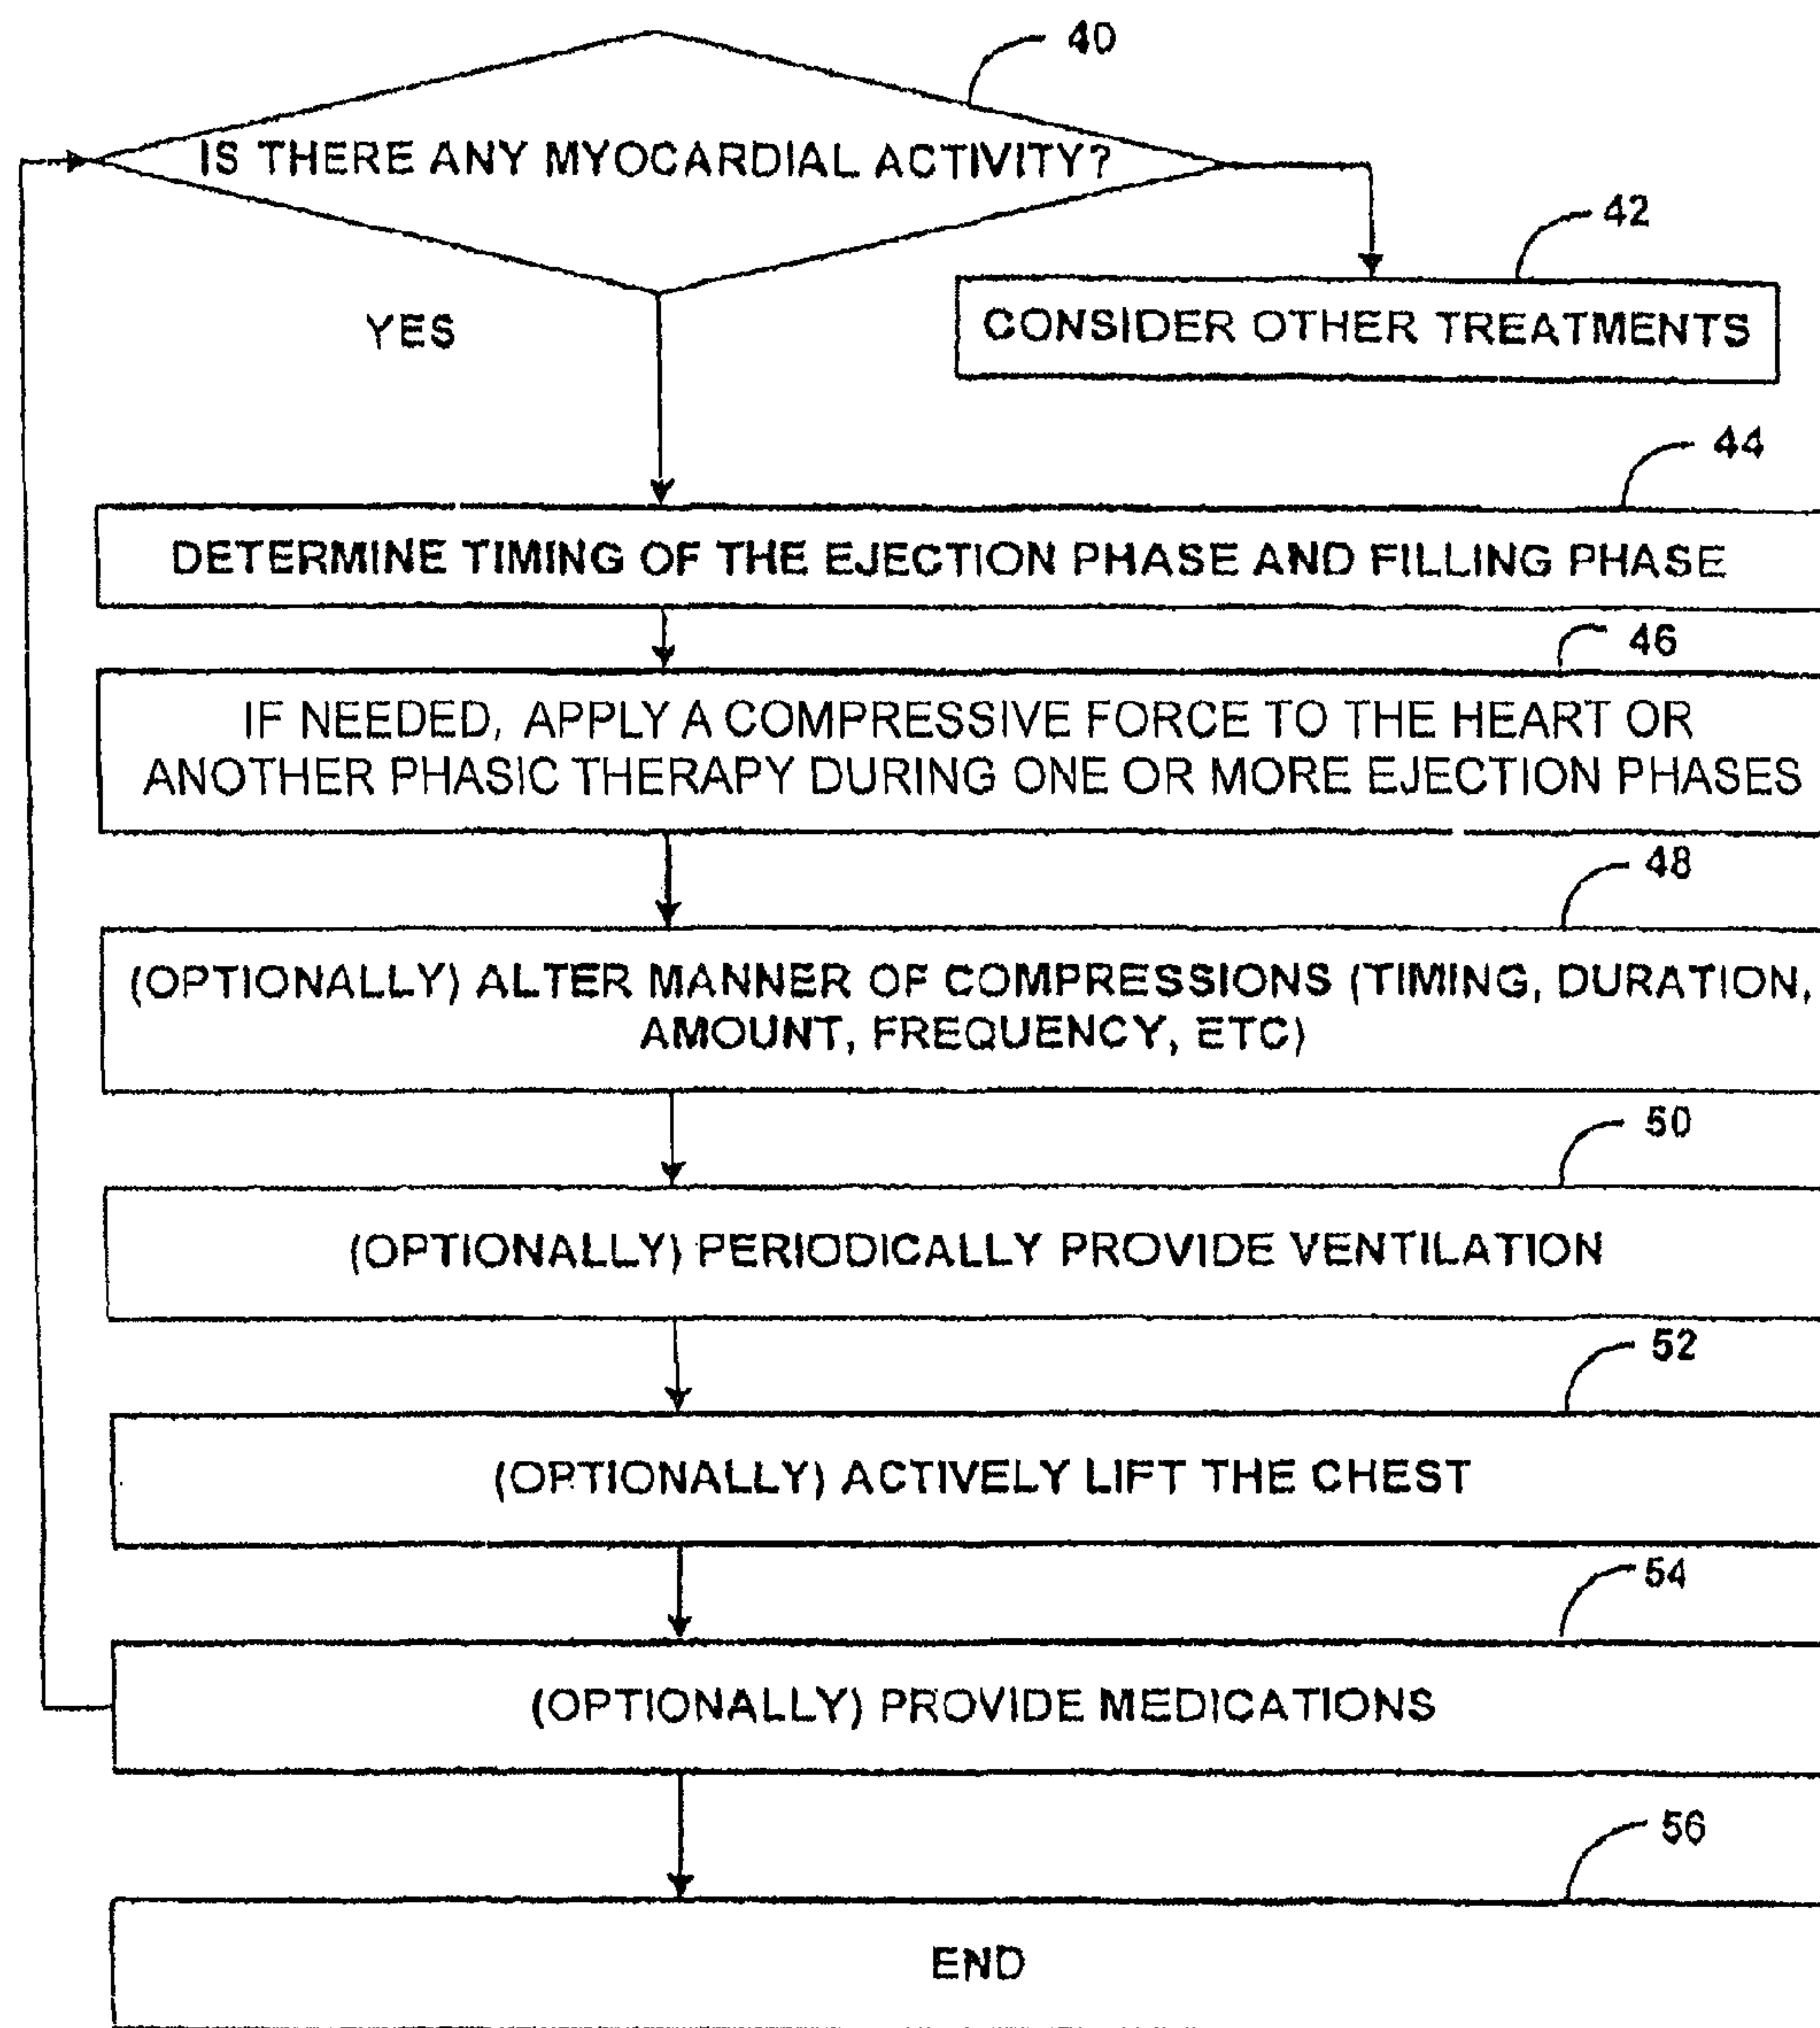 40
IS THERE ANY MYOCARDIAL ACTIVITY?
42
CONSIDER OTHER TREATMENTS
YES
44
DETERMINE TIMING OF THE EJECTION PHASE AND FILLING PHASE
46
IF NEEDED, APPLY A COMPRESSIVE FORCE TO THE HEART OR
ANOTHER PHASIC THERAPY DURING ONE OR MORE EJECTION PHASES
48
(OPTIONALLY) ALTER MANNER OF COMPRESSIONS (TIMING, DURATION,
AMOUNT, FREQUENCY, ETC)
50
(OPTIONALLY) PERIODICALLY PROVIDE VENTILATION
52
(OPTIONALLY) ACTIVELY LIFT THE CHEST
54
(OPTIONALLY) PROVIDE MEDICATIONS
56
END